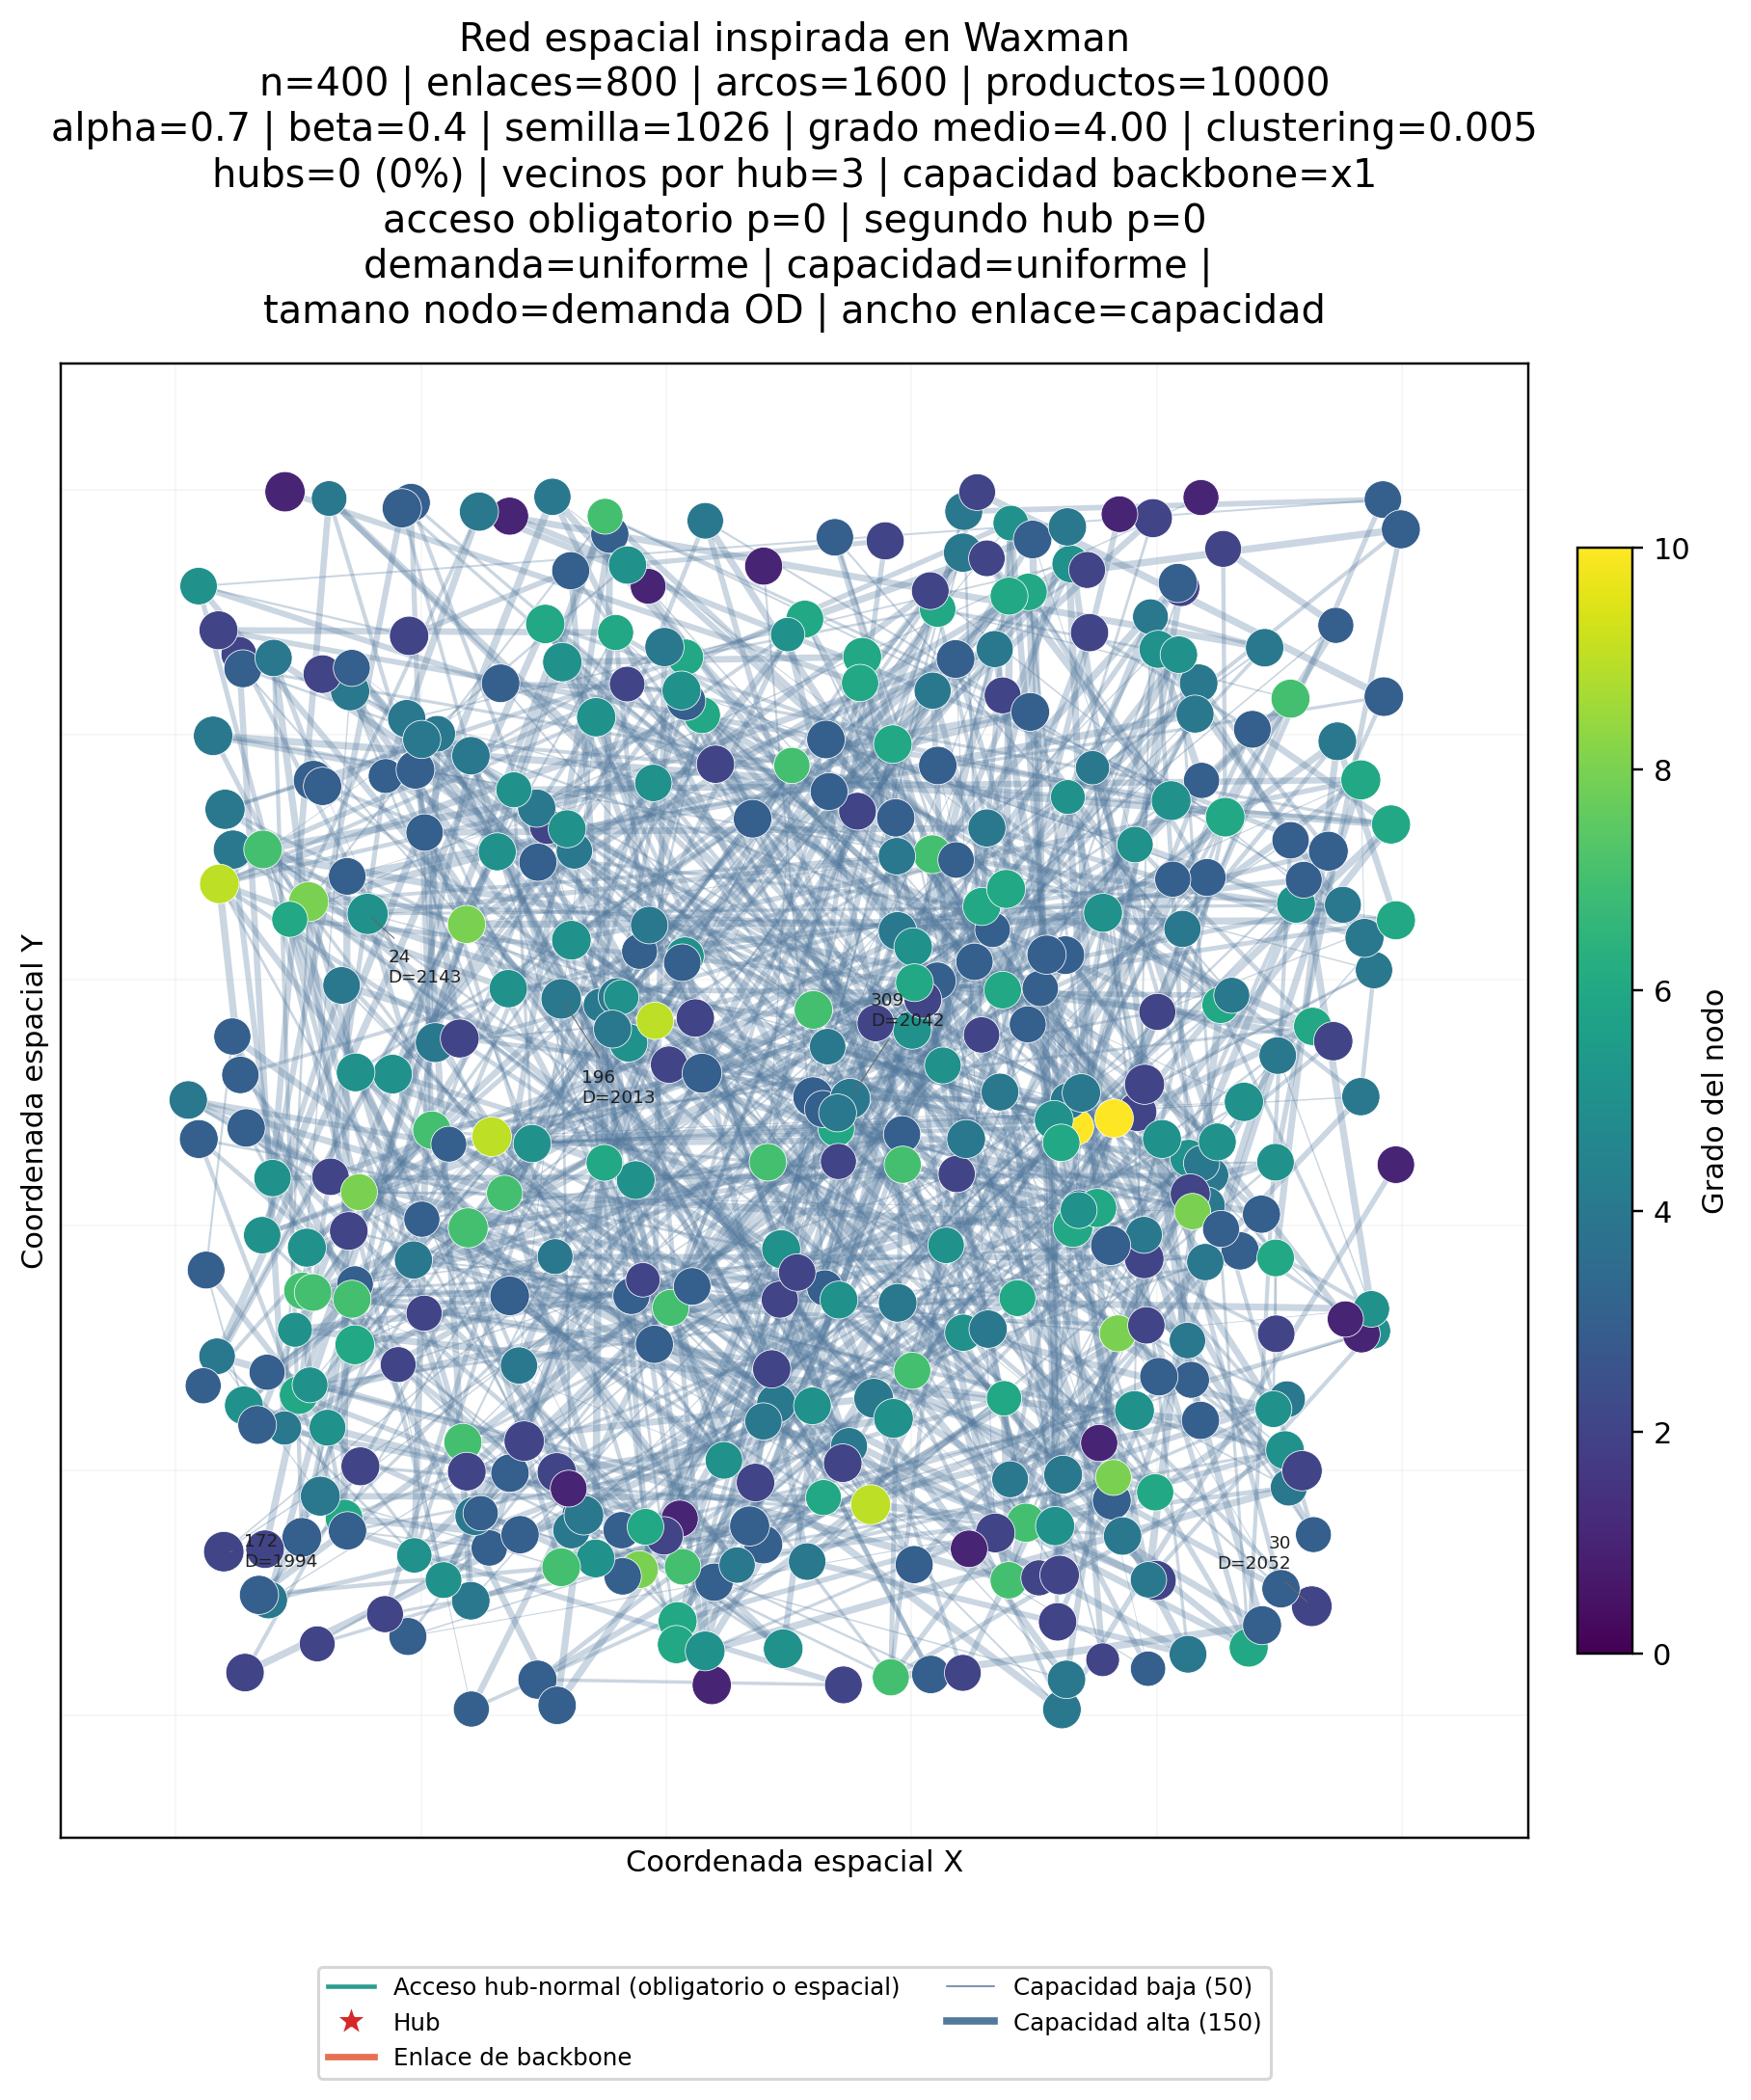 Red espacial inspirada en Waxman
n=400 | enlaces=800 | arcos=1600 | productos=10000
alpha=0.7 | beta=0.4 | semilla=1026 | grado medio=4.00 | clustering=0.005
hubs=0 (0%) | vecinos por hub=3 | capacidad backbone=x1
acceso obligatorio p=0 | segundo hub p=0
demanda=uniforme | capacidad=uniforme |
tamano nodo=demanda OD | ancho enlace=capacidad
24
D=2143
309
D=2042
196
D=2013
172
D=1994
30
D=2052
Coordenada espacial Y
Coordenada espacial X
10
8
6
4
2
0
Grado del nodo
Acceso hub-normal (obligatorio o espacial)
Hub
Enlace de backbone
Capacidad baja (50)
Capacidad alta (150)